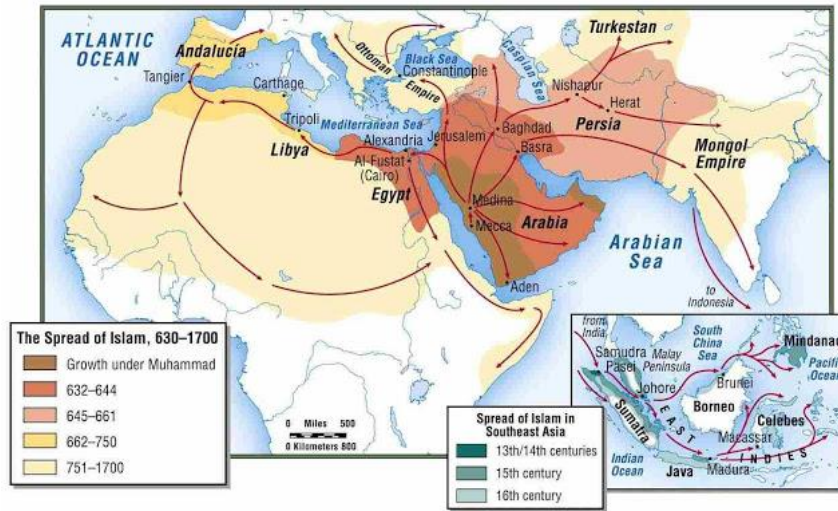 ATLANTIC
OCEAN
Andalucía
Tangier
Carthage
Tripoli
Libya
Mediterranean Sea
Alexandria
Al-Fustat
(Cairo)
Egypt
Ottoman
Empire
Black Sea
Constantinople
Caspian Sea
Turkestan
Nishapur
Herat
Persia
Jerusalem
Baghdad
Basra
Medina
Mecca
Arabia
Aden
Mongol
Empire
Arabian
Sea
to
Indonesia
The Spread of Islam, 630–1700
Growth under Muhammad
632–644
645–661
662–750
751–1700
0 Miles 500
0 Kilometers 800
Spread of Islam in
Southeast Asia
13th/14th centuries
15th century
16th century
from
India
Samudra
Pasei
Malay
Peninsula
South
China
Sea
Mindanao
Pacific
Ocean
Johore
Brunei
Borneo
Celebes
Sumatra
EAST
INDIES
Macassar
Indian
Ocean
Java
Madura